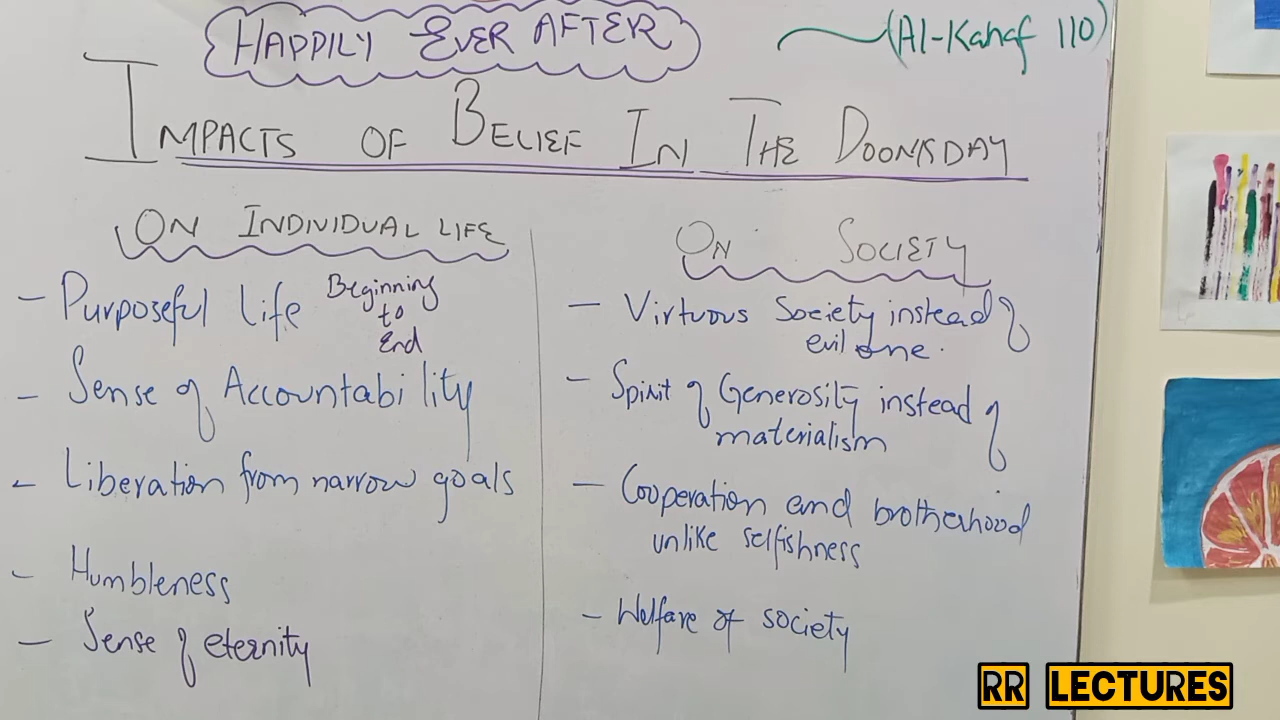 HAPPILY EVER AFTER
(Al-Kahaf 110)
IMPACTS OF BELIEF IN THE DOOMSDAY
ON INDIVIDUAL LIFE
- Purposeful life Beginning
to
End
- Sense of Accountability
- Liberation from narrow goals
- Humbleness
- Sense of eternity
ON SOCIETY
- Virtuous Society instead of
evil one.
- Spirit of Generosity instead of
materialism
- Cooperation and brotherhood
unlike selfishness
- Welfare of society
RR LECTURES